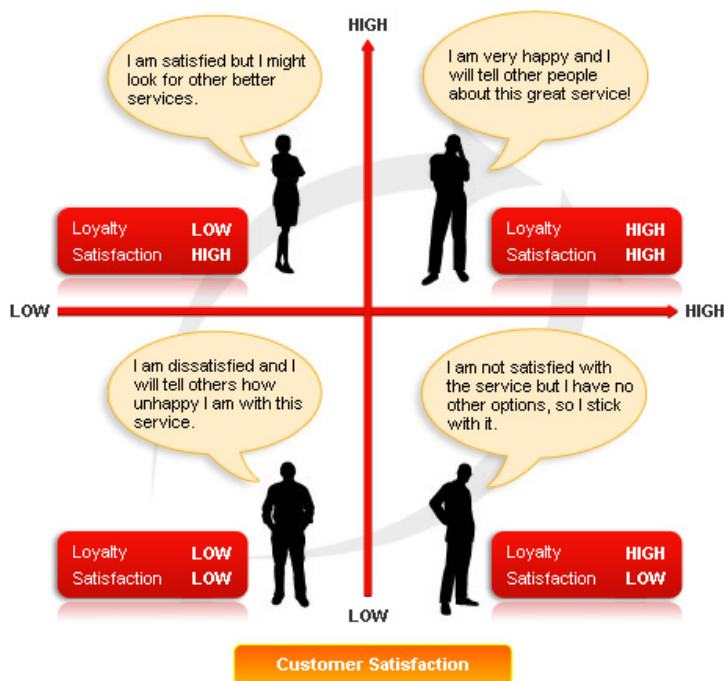 HIGH
I am satisfied but I might
look for other better
services.
I am very happy and I
will tell other people
about this great service!
Loyalty LOW
Satisfaction HIGH
Loyalty HIGH
Satisfaction HIGH
LOW
HIGH
I am dissatisfied and I
will tell others how
unhappy I am with this
service.
I am not satisfied with
the service but I have no
other options, so I stick
with it.
Loyalty LOW
Satisfaction LOW
Loyalty HIGH
Satisfaction LOW
LOW
Customer Satisfaction